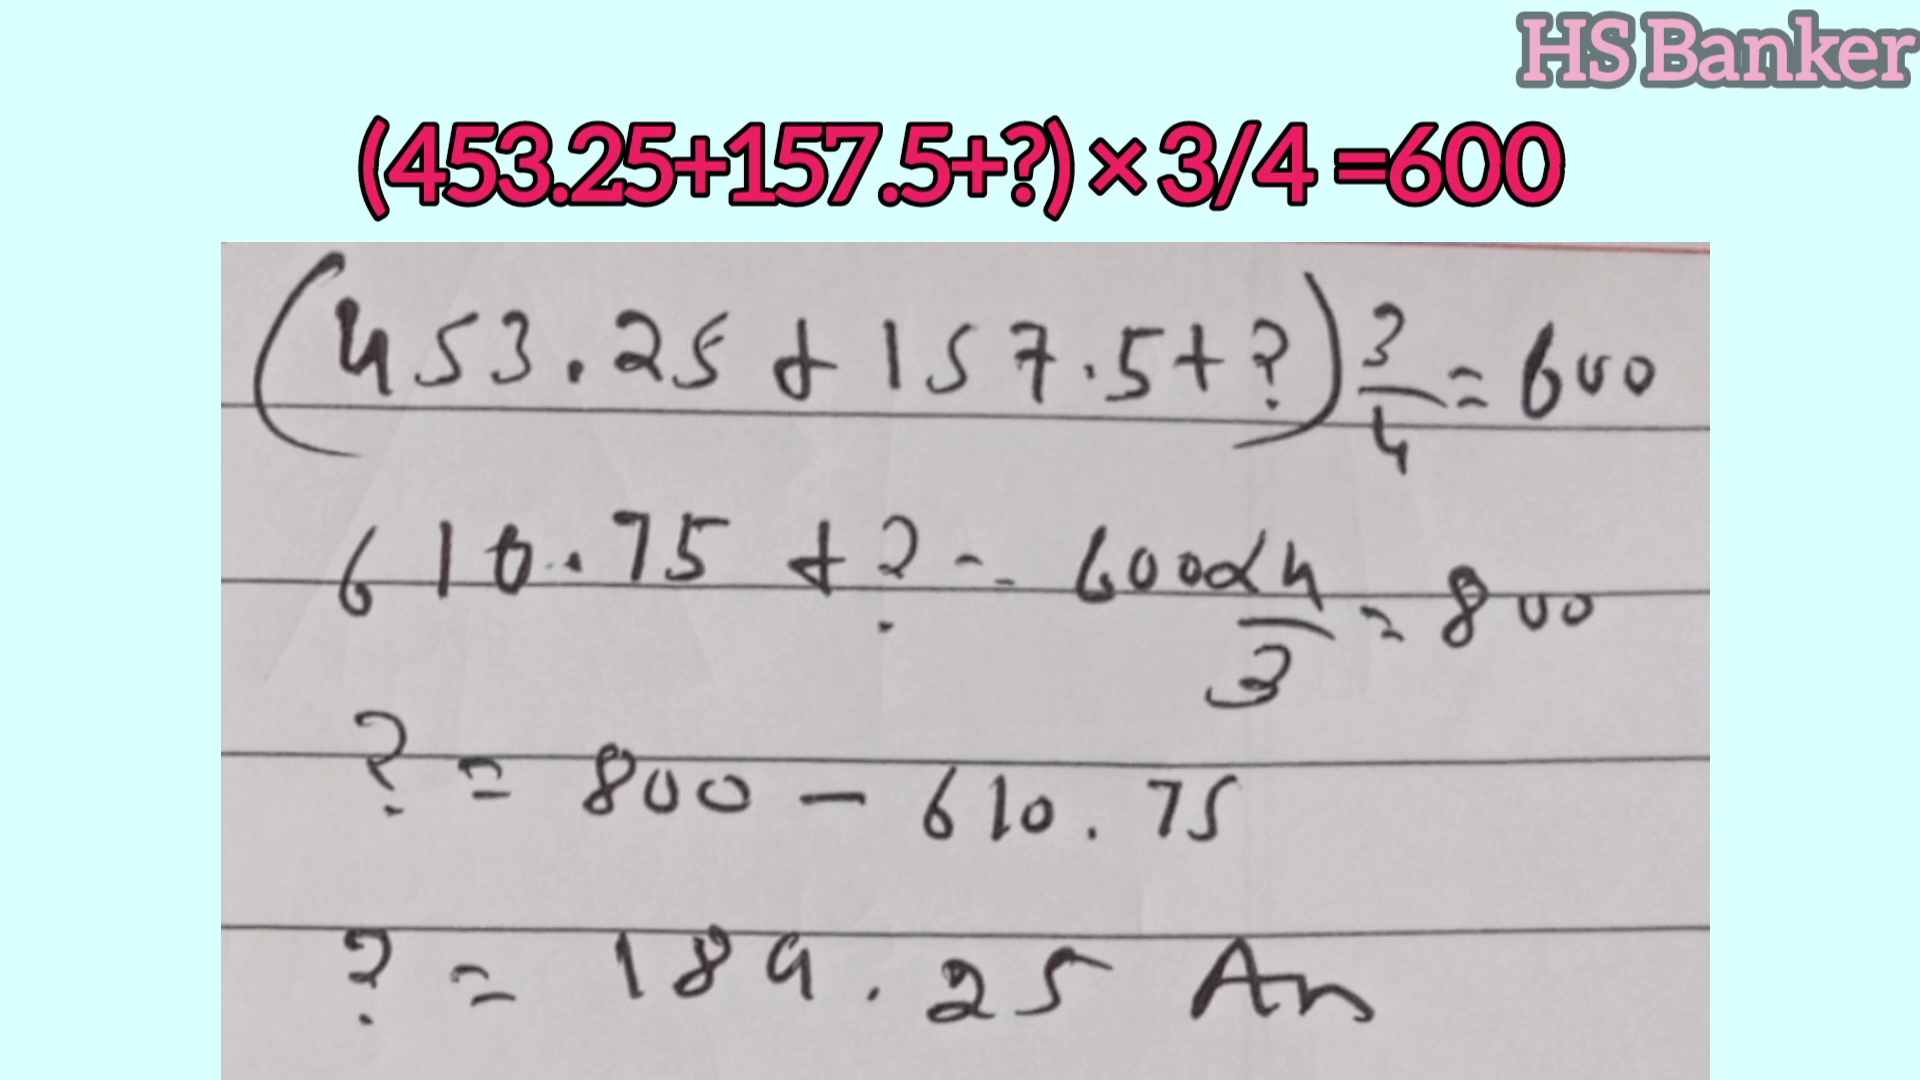 HS Banker
(453.25+157.5+?) × 3/4 =600
(453.25 + 157.5 + ?) 3/4 = 600
610.75 + ? = 600 × 4/3 = 800
? = 800 - 610.75
? = 189.25 An